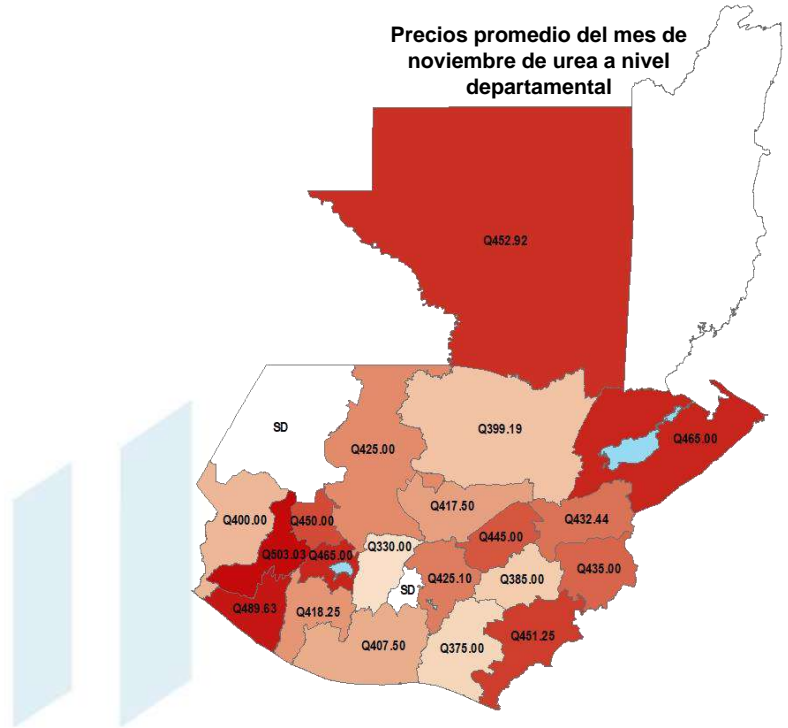 Precios promedio del mes de
noviembre de urea a nivel
departamental
Q452.92
SD
Q399.19
Q425.00
Q465.00
Q417.50
Q400.00
Q450.00
Q432.44
Q445.00
Q330.00
Q503.03
Q465.00
Q435.00
Q425.10
Q385.00
SD
Q489.63
Q418.25
Q451.25
Q407.50
Q375.00